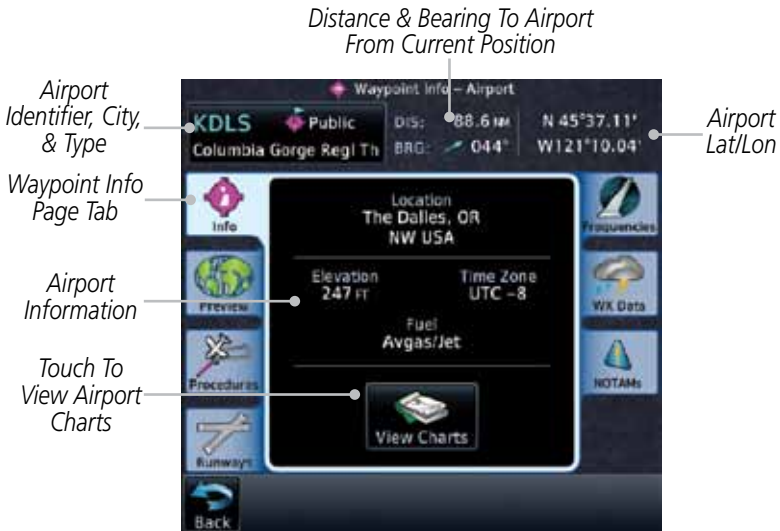 Distance & Bearing To Airport
From Current Position
Airport
Identifier, City,
& Type
Waypoint Info
Page Tab
Airport
Information
Touch To
View Airport
Charts
Airport
Lat/Lon
Waypoint Info – Airport
KDLS Public
Columbia Gorge Regl Th
DIS: 88.6 NM
BRG: 044°
N 45°37.11'
W121°10.04'
Info
Preview
Procedures
Runways
Location
The Dalles, OR
NW USA
Elevation
247 FT
Time Zone
UTC -8
Fuel
Avgas/Jet
View Charts
Frequencies
WX Data
NOTAMs
Back